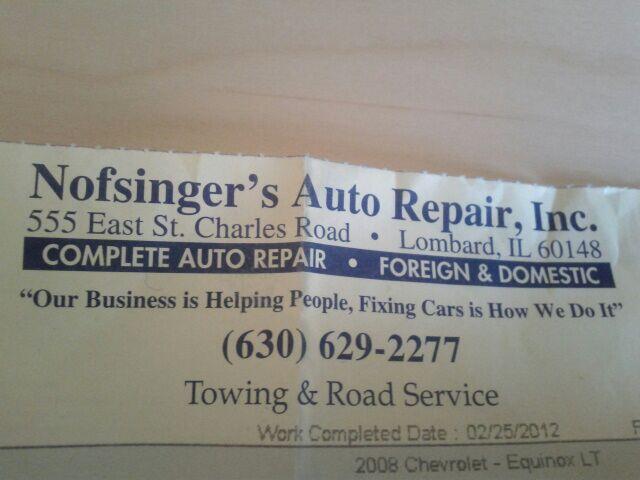 Nofsinger's Auto Repair, Inc.
555 East St. Charles Road • Lombard, IL 60148
COMPLETE AUTO REPAIR • FOREIGN & DOMESTIC
“Our Business is Helping People, Fixing Cars is How We Do It”
(630) 629-2277
Towing & Road Service
Work Completed Date : 02/25/2012
2008 Chevrolet - Equinox LT